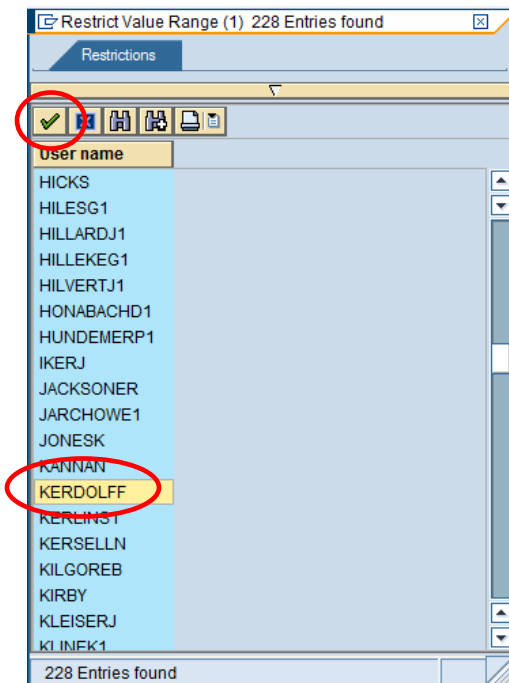 Restrict Value Range (1) 228 Entries found
Restrictions
User name
HICKS
HILESG1
HILLARDJ1
HILLEKEG1
HILVERTJ1
HONABACHD1
HUNDEMERP1
IKERJ
JACKSONER
JARCHOWE1
JONESK
KANNAN
KERDOLFF
KERLINS1
KERSELLN
KILGOREB
KIRBY
KLEISERJ
KLINEK1
228 Entries found